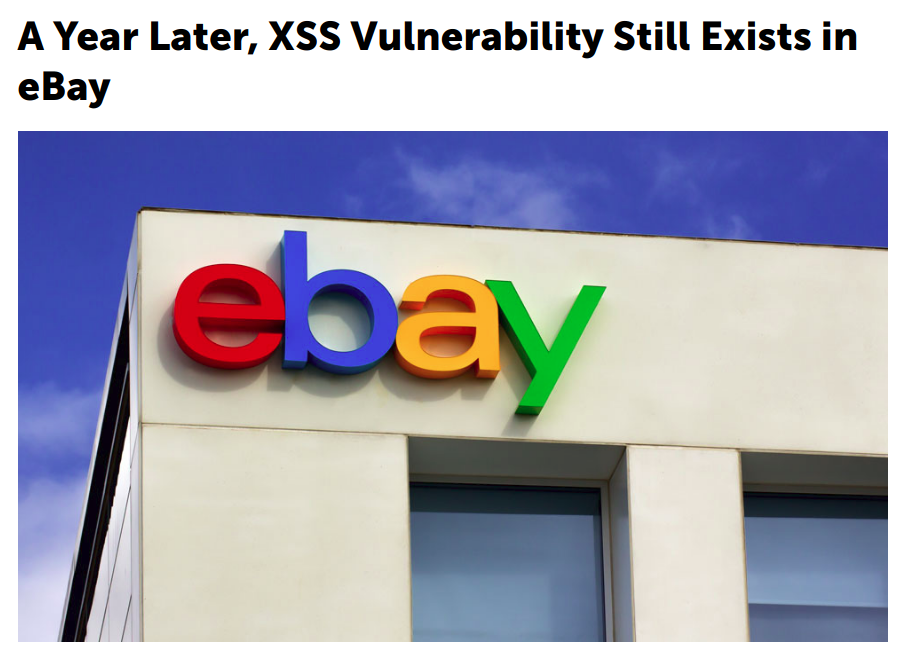 A Year Later, XSS Vulnerability Still Exists in
eBay
ebay